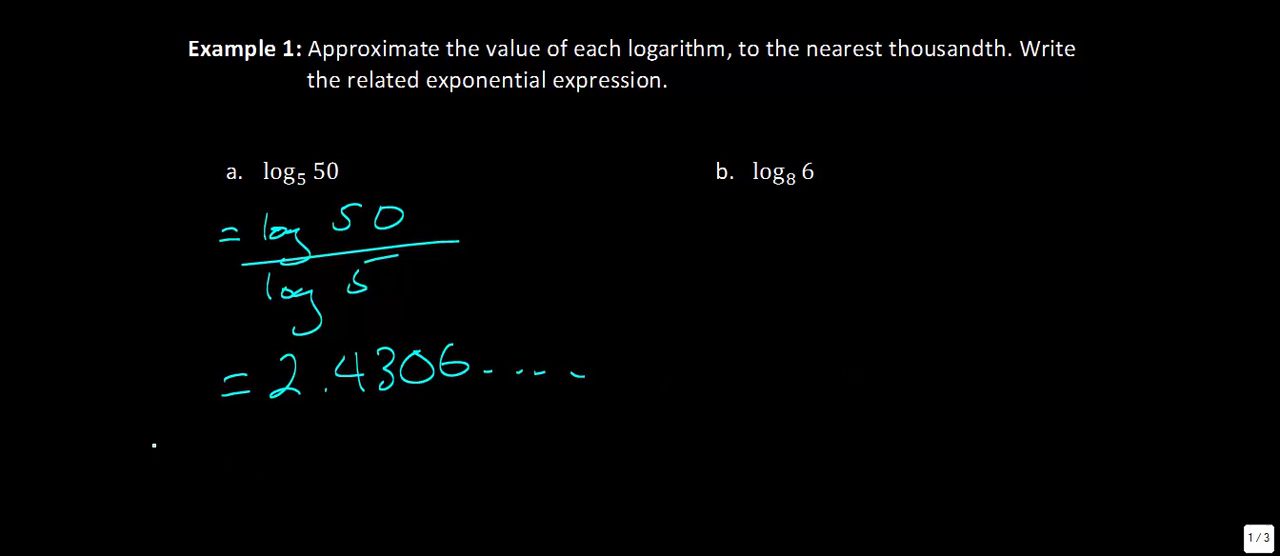 Example 1: Approximate the value of each logarithm, to the nearest thousandth. Write
the related exponential expression.
a. log₅ 50
b. log₈ 6
= log 50
log 5
= 2.4306.....
1 / 3